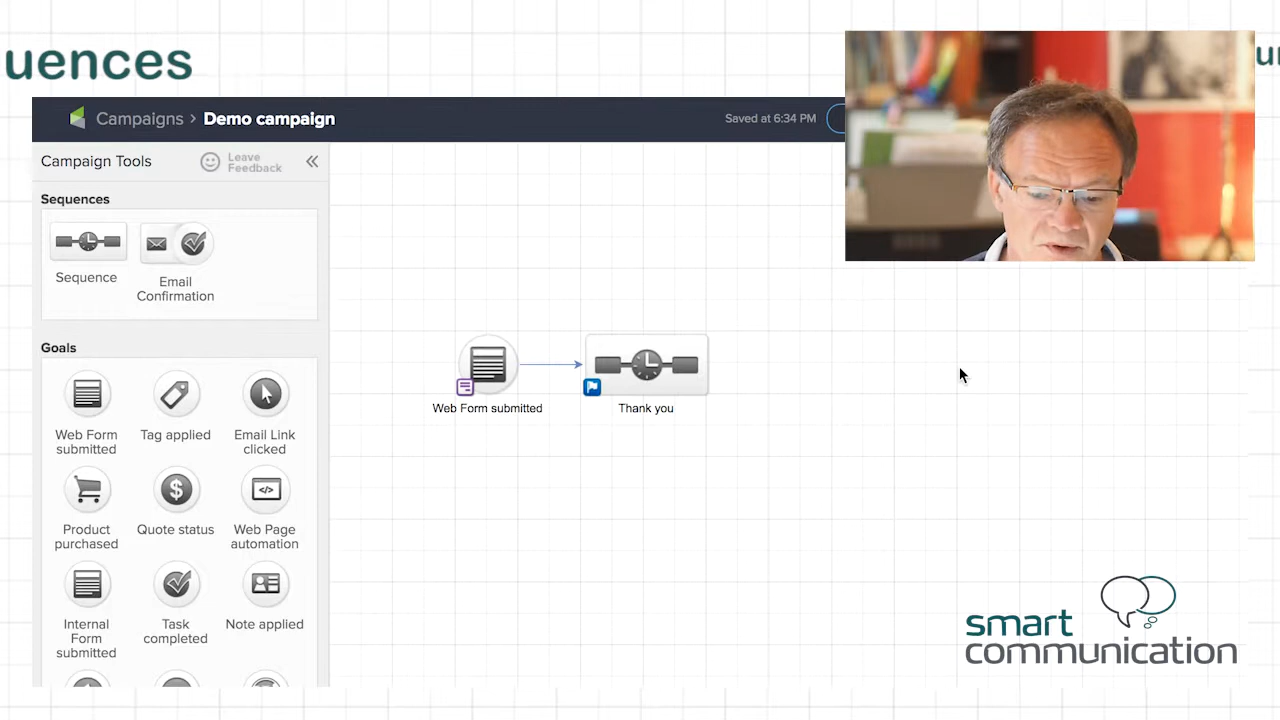 uences
Campaigns > Demo campaign
Saved at 6:34 PM
Campaign Tools
Leave
Feedback
Sequences
Sequence
Email
Confirmation
Goals
Web Form
submitted
Tag applied
Email Link
clicked
Product
purchased
Quote status
Web Page
automation
Internal
Form
submitted
Task
completed
Note applied
Web Form submitted
Thank you
smart
communication